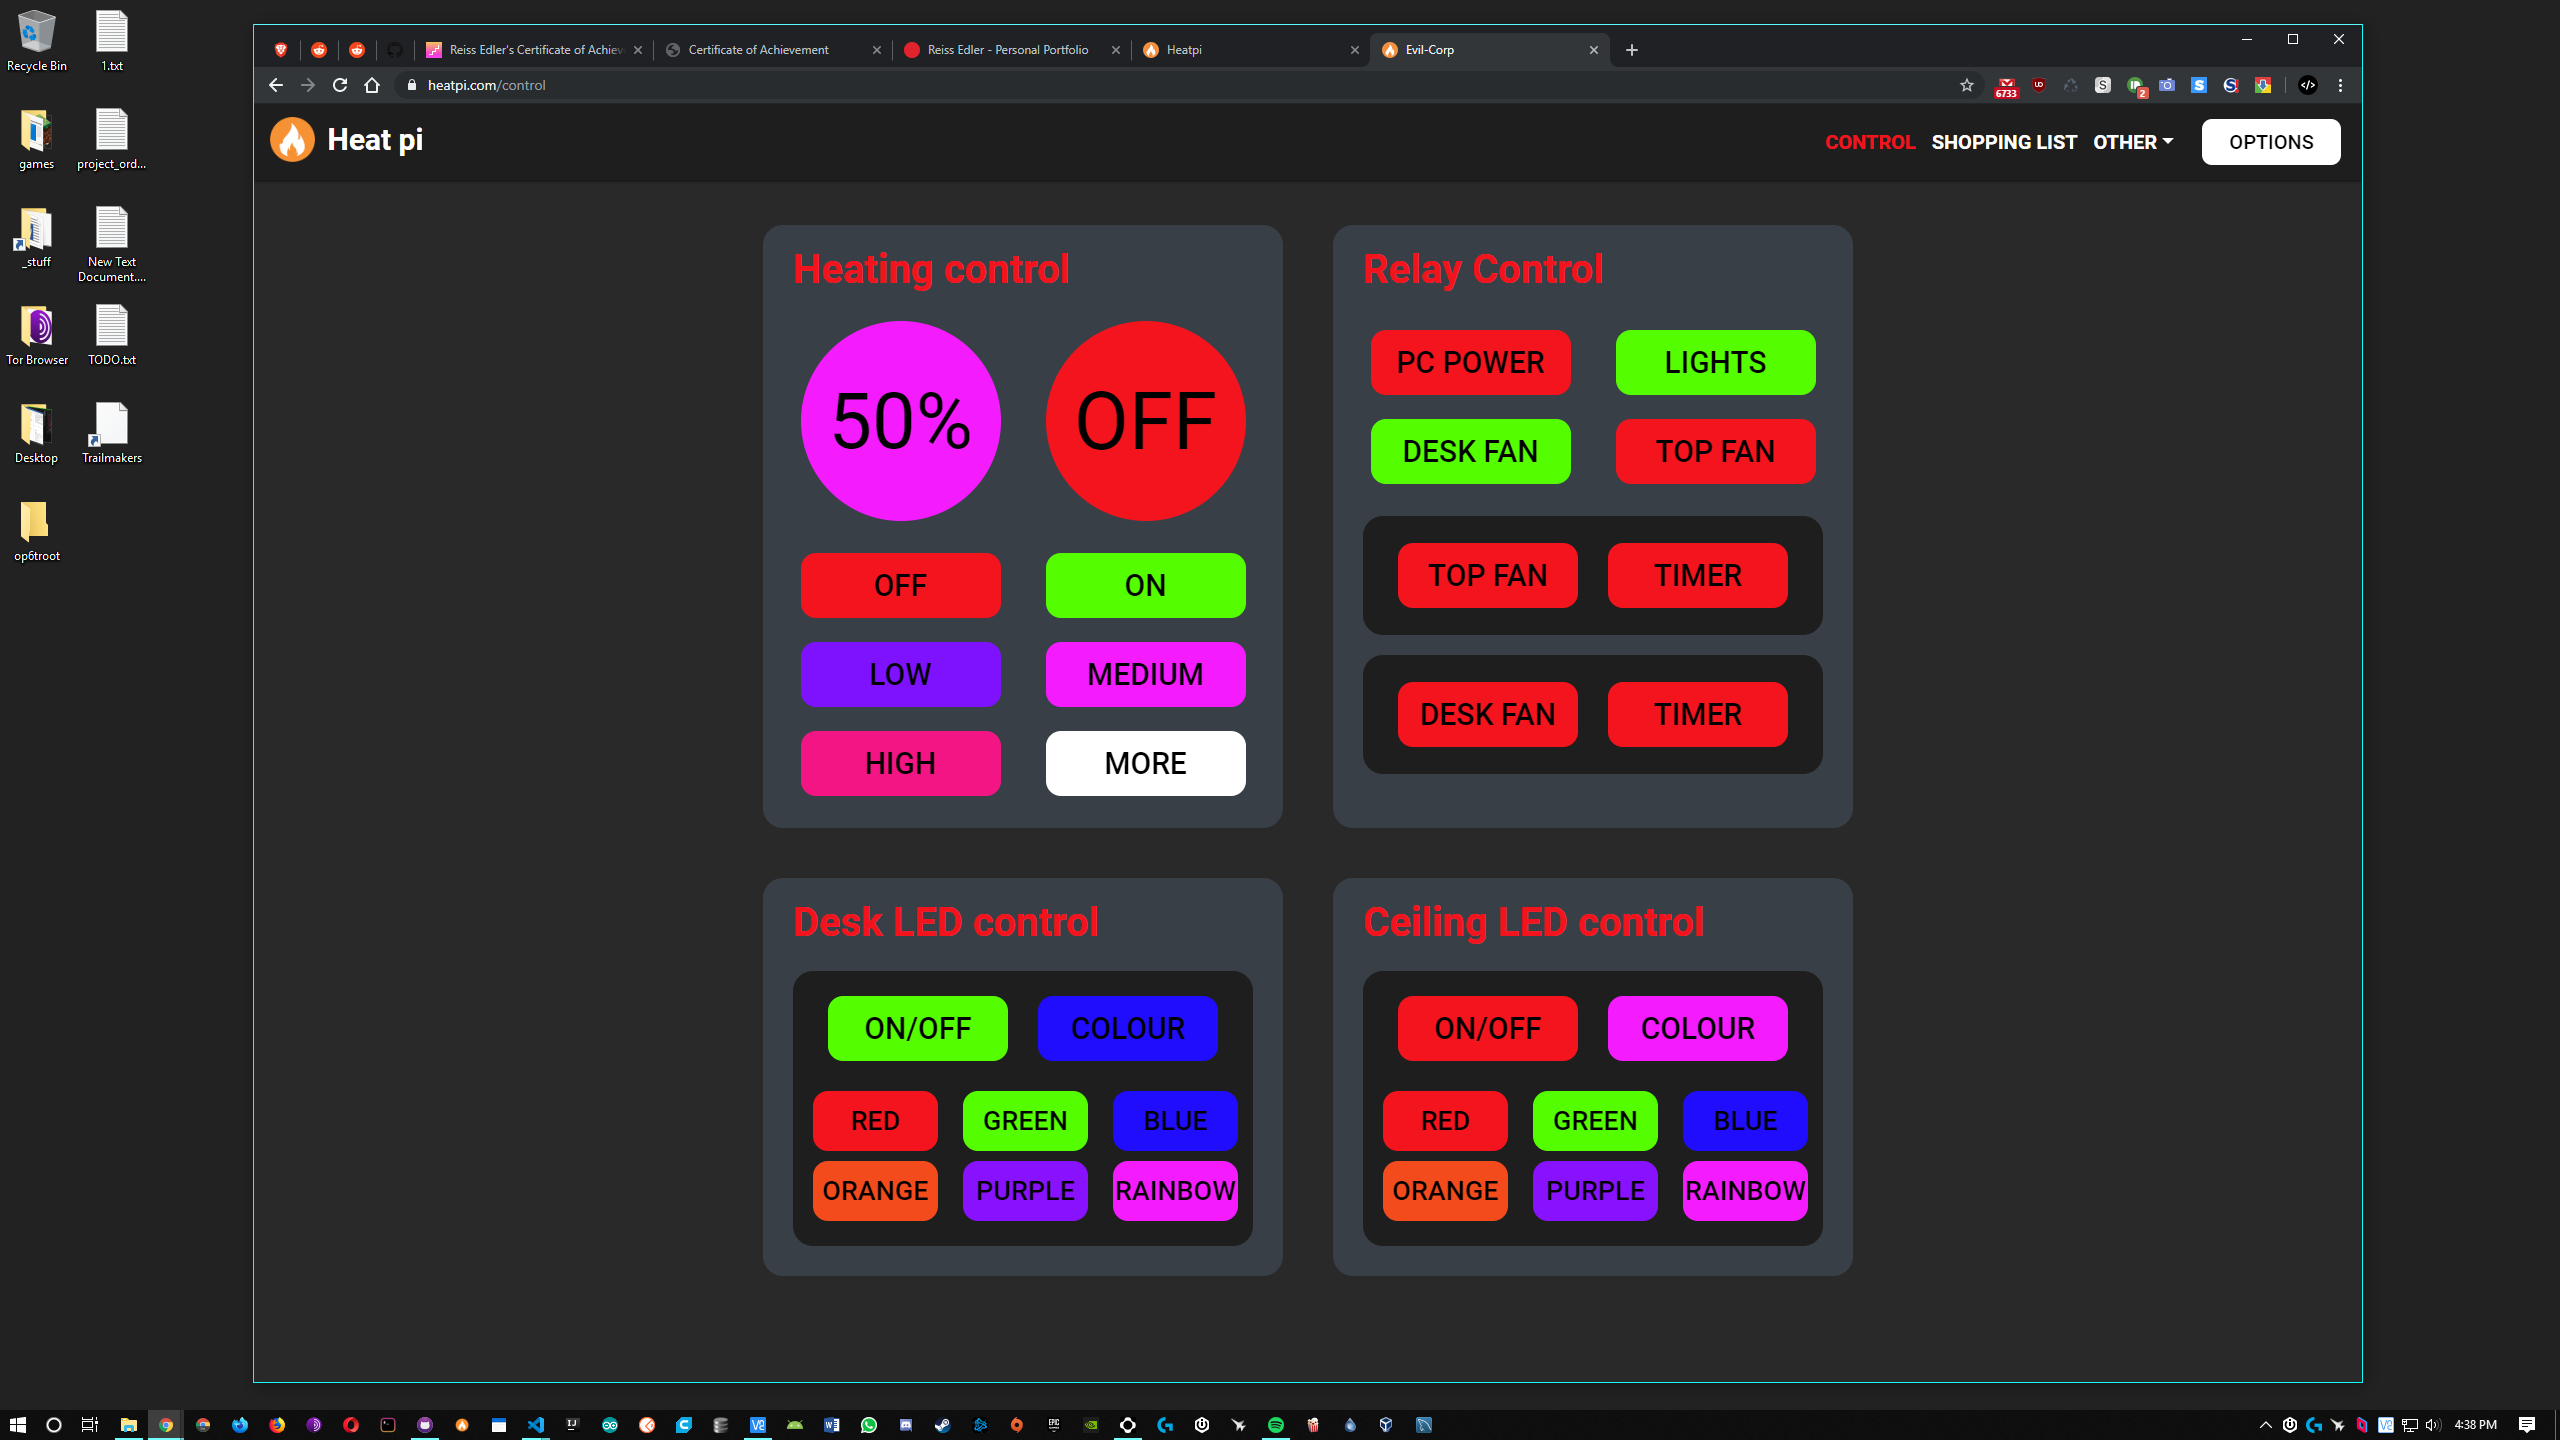 Recycle Bin
1.txt
games
project_ord...
_stuff
New Text
Document....
Tor Browser
TODO.txt
Desktop
Trailmakers
op6troot
Reiss Edler's Certificate of Achiev
Certificate of Achievement
Reiss Edler - Personal Portfolio
Heatpi
Evil-Corp
heatpi.com/control
6733
2
Heat pi
CONTROL
SHOPPING LIST
OTHER
OPTIONS
Heating control
50%
OFF
OFF
ON
LOW
MEDIUM
HIGH
MORE
Relay Control
PC POWER
LIGHTS
DESK FAN
TOP FAN
TOP FAN
TIMER
DESK FAN
TIMER
Desk LED control
ON/OFF
COLOUR
RED
GREEN
BLUE
ORANGE
PURPLE
RAINBOW
Ceiling LED control
ON/OFF
COLOUR
RED
GREEN
BLUE
ORANGE
PURPLE
RAINBOW
4:38 PM